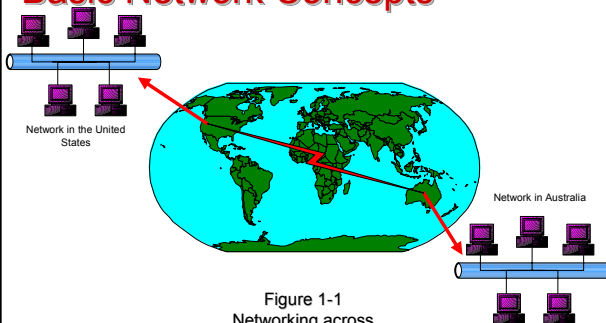 Basic Network Concepts
Network in the United
States
Network in Australia
Figure 1-1
Networking across